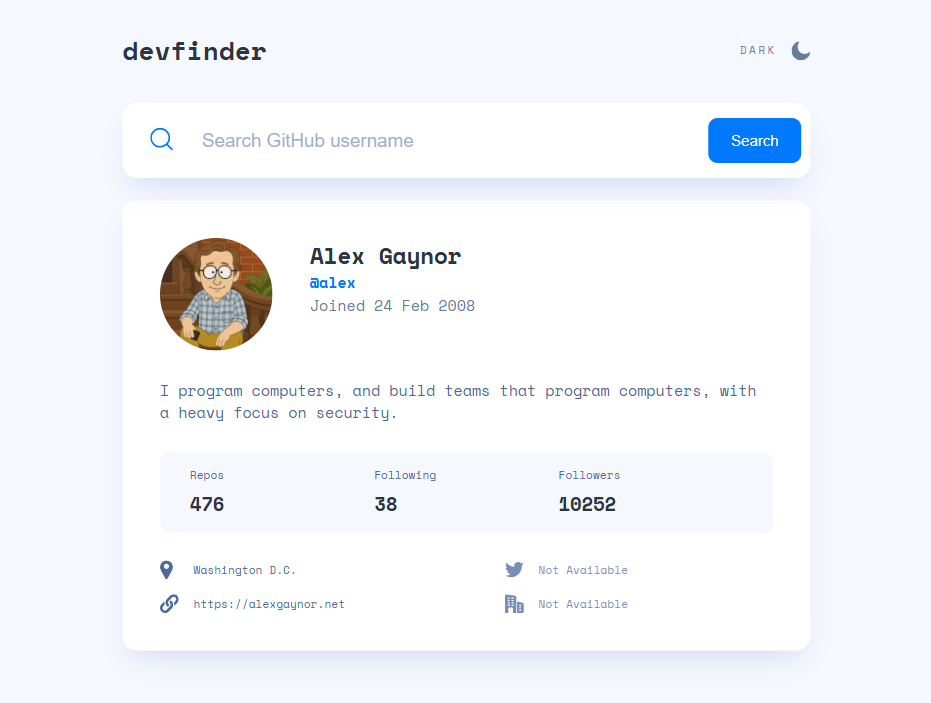 devfinder
DARK
Search GitHub username
Search
Alex Gaynor
@alex
Joined 24 Feb 2008
I program computers, and build teams that program computers, with
a heavy focus on security.
Repos Following Followers
476 38 10252
Washington D.C. Not Available
https://alexgaynor.net Not Available